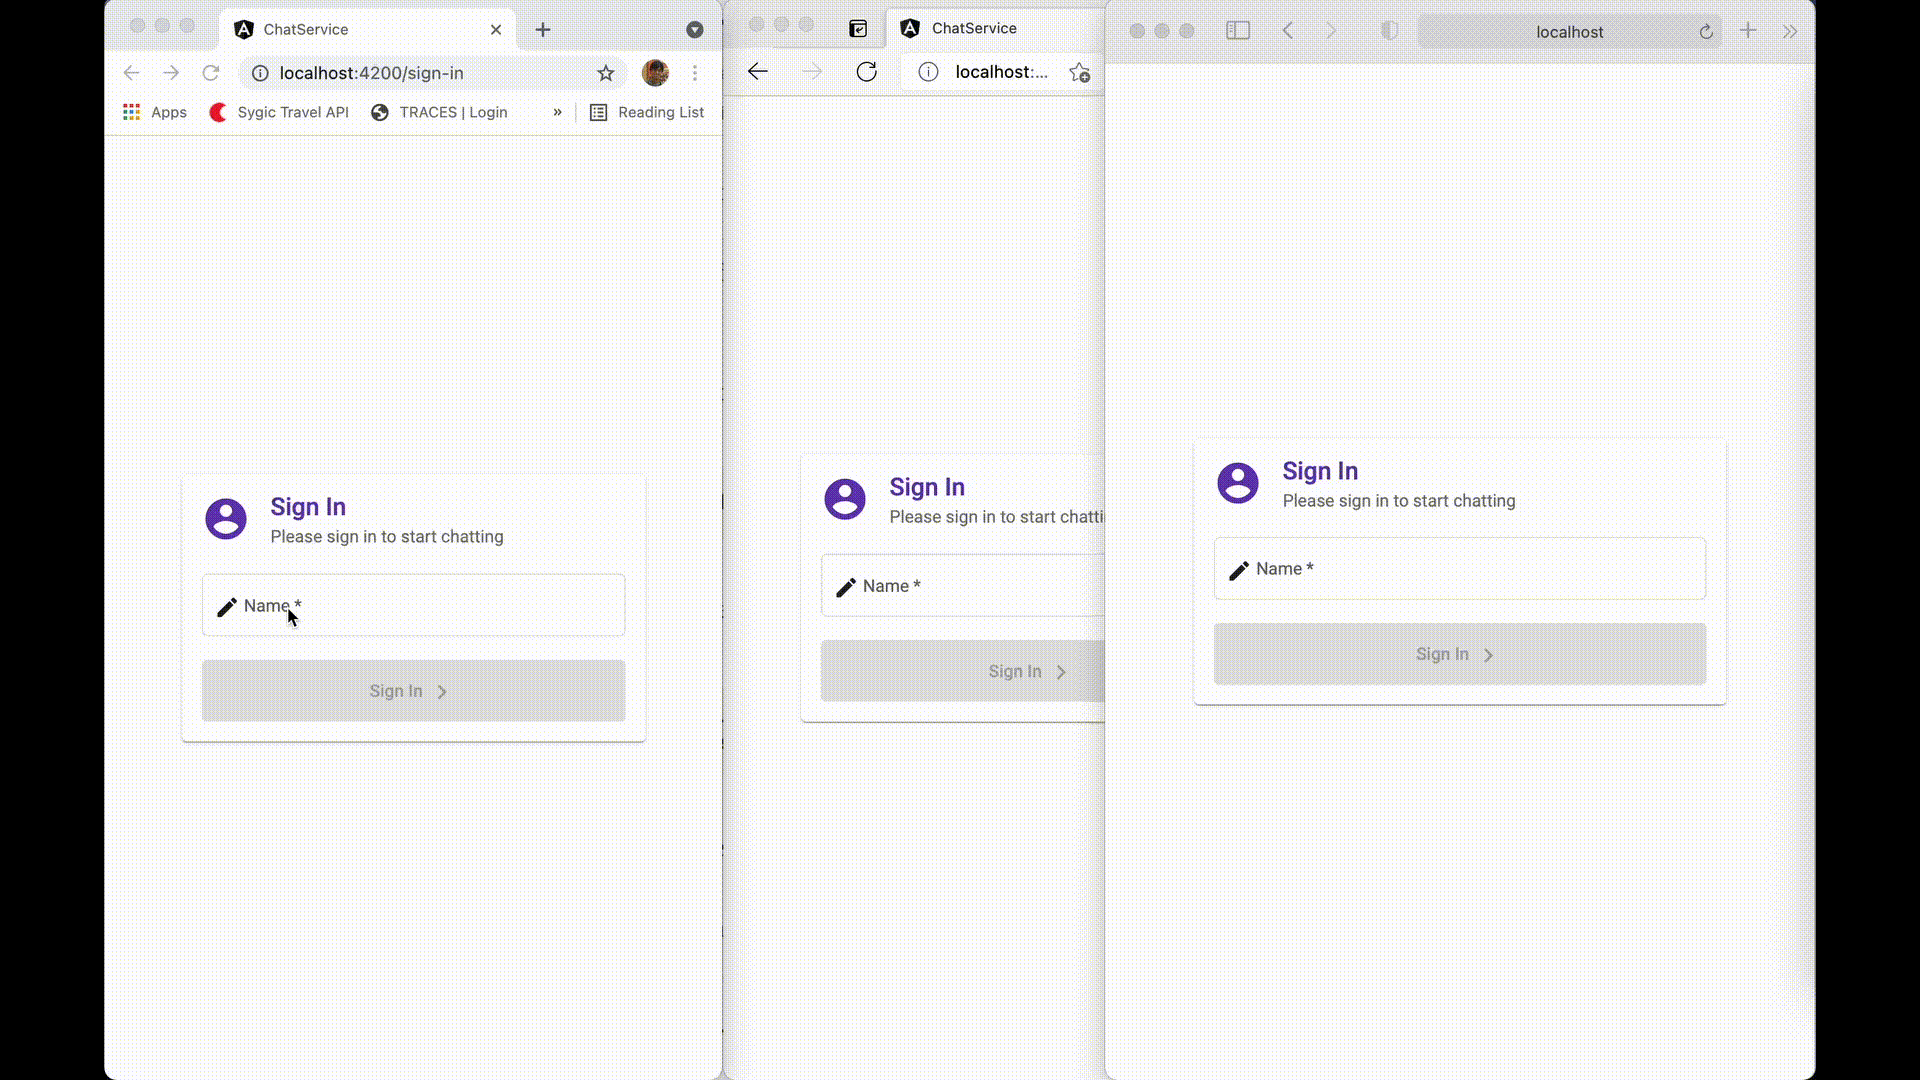 ChatService
localhost:4200/sign-in
Apps
Sygic Travel API
TRACES | Login
»
Reading List
Sign In
Please sign in to start chatting
Name *
Sign In
ChatService
localhost:...
Sign In
Please sign in to start chatti
Name *
Sign In
localhost
Sign In
Please sign in to start chatting
Name *
Sign In